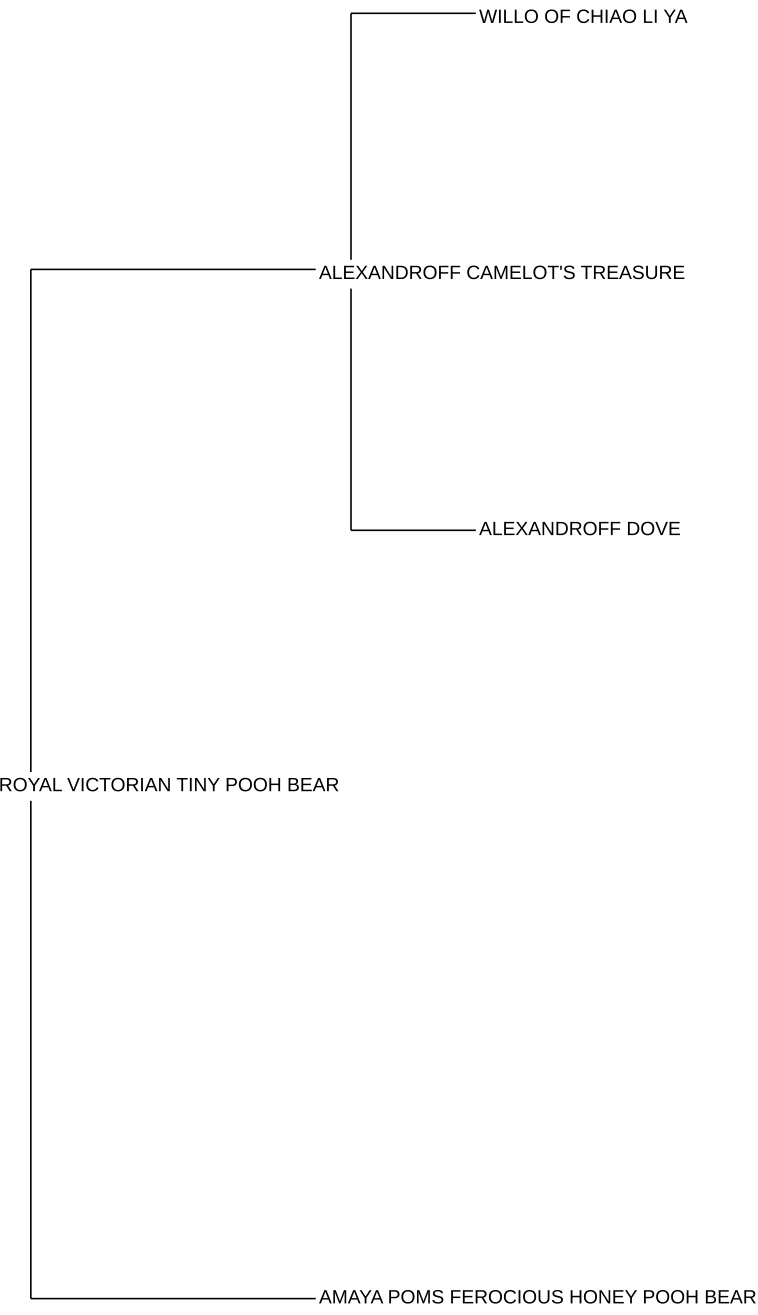 WILLO OF CHIAO LI YA
ALEXANDROFF CAMELOT'S TREASURE
ALEXANDROFF DOVE
ROYAL VICTORIAN TINY POOH BEAR
AMAYA POMS FEROCIOUS HONEY POOH BEAR